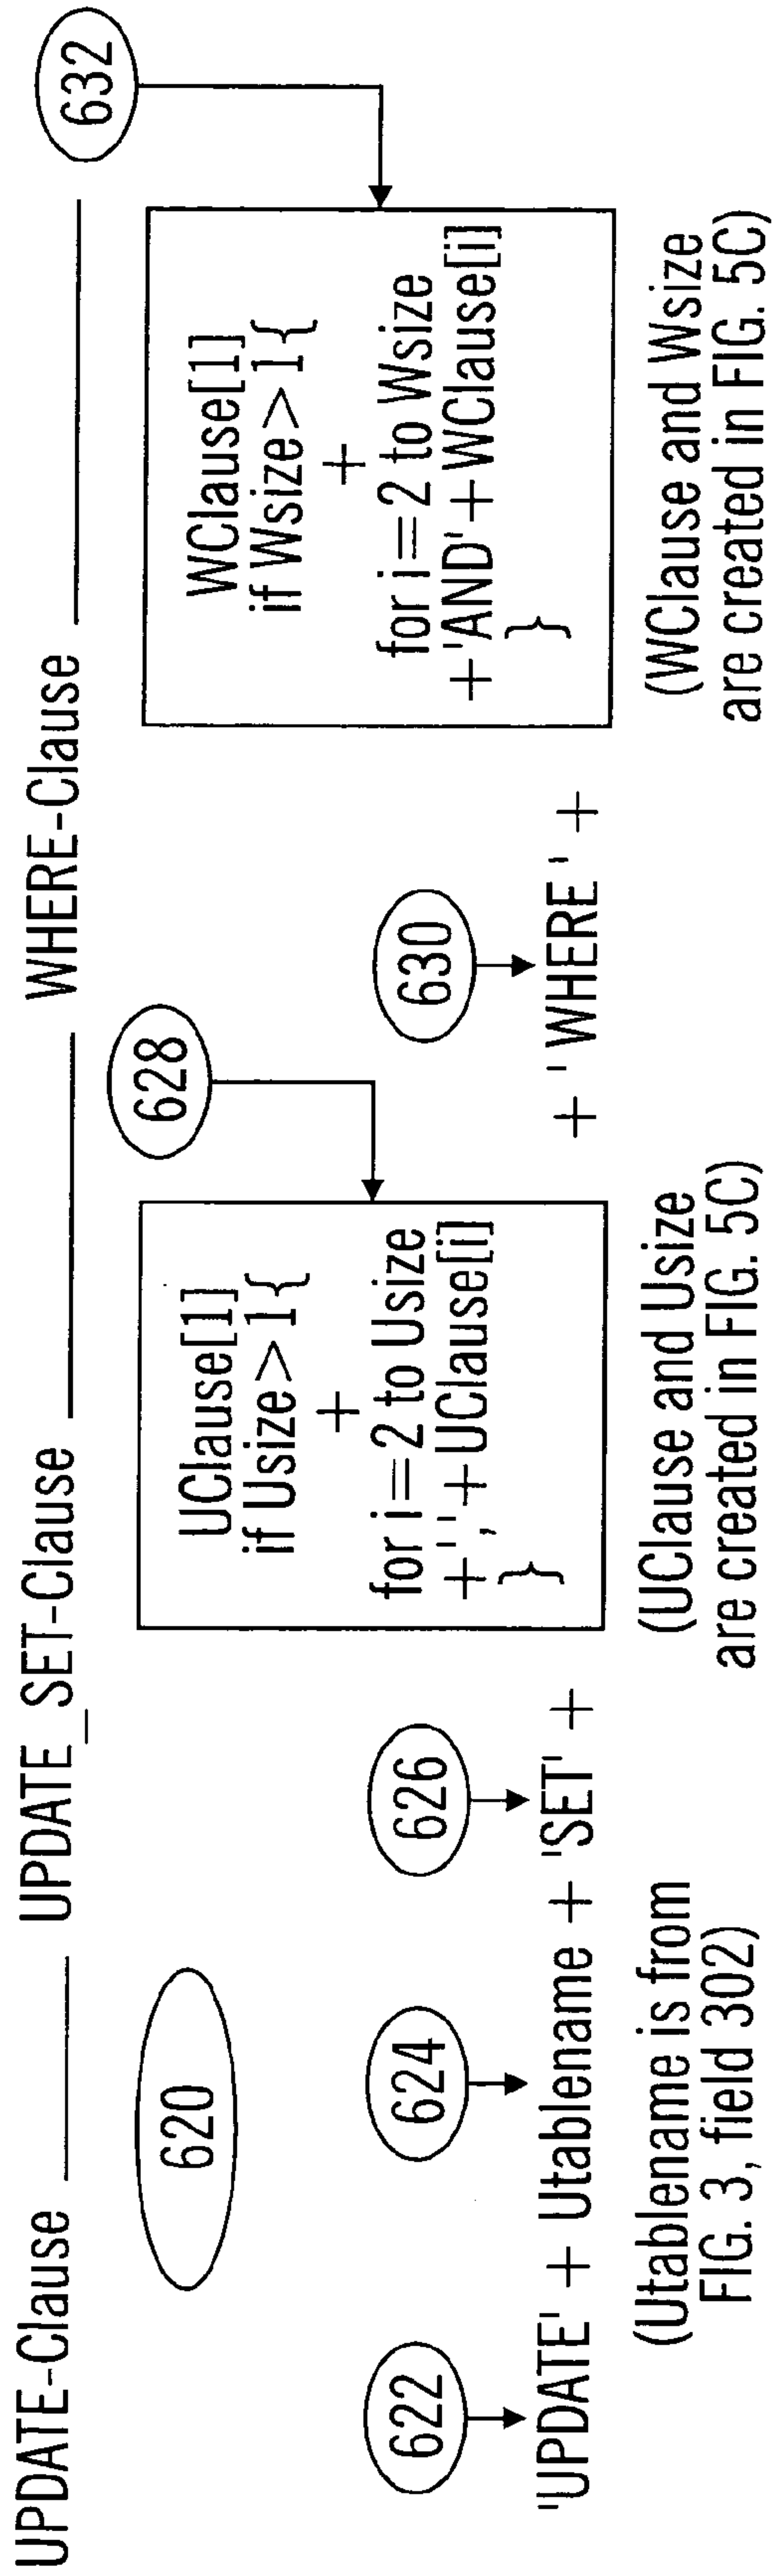 UPDATE-Clause UPDATE_SET-Clause WHERE-Clause
620
628
632
622
624
626
630
'UPDATE' + Utablename + 'SET' +
(Utablename is from
FIG. 3, field 302)
UClause[1]
if Usize > 1{
+
for i=2 to Usize
+','+UClause[i]
}
(UClause and Usize
are created in FIG. 5C)
+ ' WHERE ' +
WClause[1]
if Wsize > 1{
+
for i=2 to Wsize
+'AND'+WClause[i]
}
(WClause and Wsize
are created in FIG. 5C)